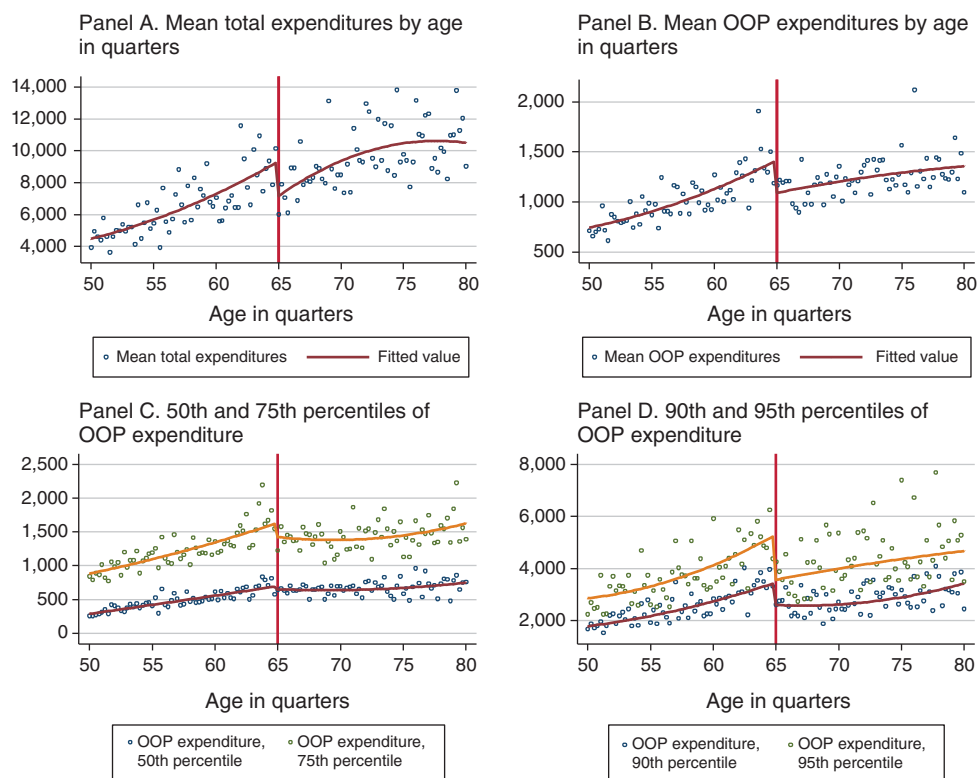 Panel A. Mean total expenditures by age
in quarters
14,000
12,000
10,000
8,000
6,000
4,000
50 55 60 65 70 75 80
Age in quarters
Mean total expenditures Fitted value
Panel B. Mean OOP expenditures by age
in quarters
2,000
1,500
1,000
500
50 55 60 65 70 75 80
Age in quarters
Mean OOP expenditures Fitted value
Panel C. 50th and 75th percentiles of
OOP expenditure
2,500
2,000
1,500
1,000
500
0
50 55 60 65 70 75 80
Age in quarters
OOP expenditure,
50th percentile
OOP expenditure,
75th percentile
Panel D. 90th and 95th percentiles of
OOP expenditure
8,000
6,000
4,000
2,000
50 55 60 65 70 75 80
Age in quarters
OOP expenditure,
90th percentile
OOP expenditure,
95th percentile